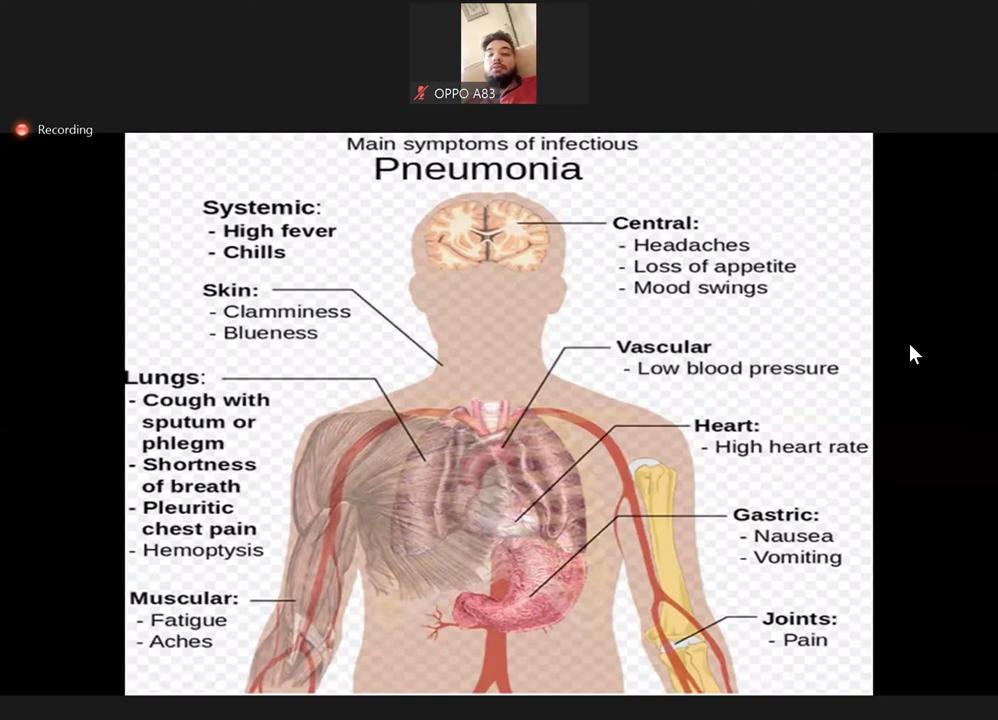 OPPO A83
Recording
Main symptoms of infectious
Pneumonia
Systemic:
- High fever
- Chills
Skin:
- Clamminess
- Blueness
Lungs:
- Cough with
sputum or
phlegm
- Shortness
of breath
- Pleuritic
chest pain
- Hemoptysis
Muscular:
- Fatigue
- Aches
Central:
- Headaches
- Loss of appetite
- Mood swings
Vascular
- Low blood pressure
Heart:
- High heart rate
Gastric:
- Nausea
- Vomiting
Joints:
- Pain